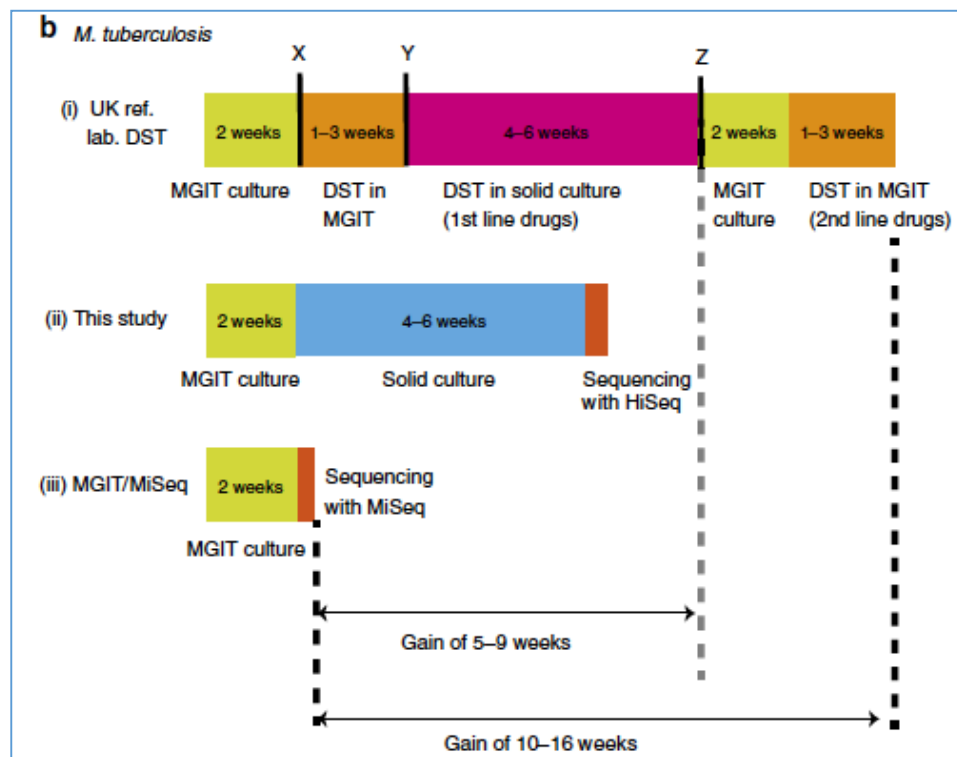 b M. tuberculosis
X Y Z
(i) UK ref.
lab. DST
2 weeks 1–3 weeks 4–6 weeks 2 weeks 1–3 weeks
MGIT culture DST in DST in solid culture MGIT DST in MGIT
MGIT (1st line drugs) culture (2nd line drugs)
(ii) This study 2 weeks 4–6 weeks
MGIT culture Solid culture Sequencing
with HiSeq
(iii) MGIT/MiSeq 2 weeks Sequencing
with MiSeq
MGIT culture
Gain of 5–9 weeks
Gain of 10–16 weeks